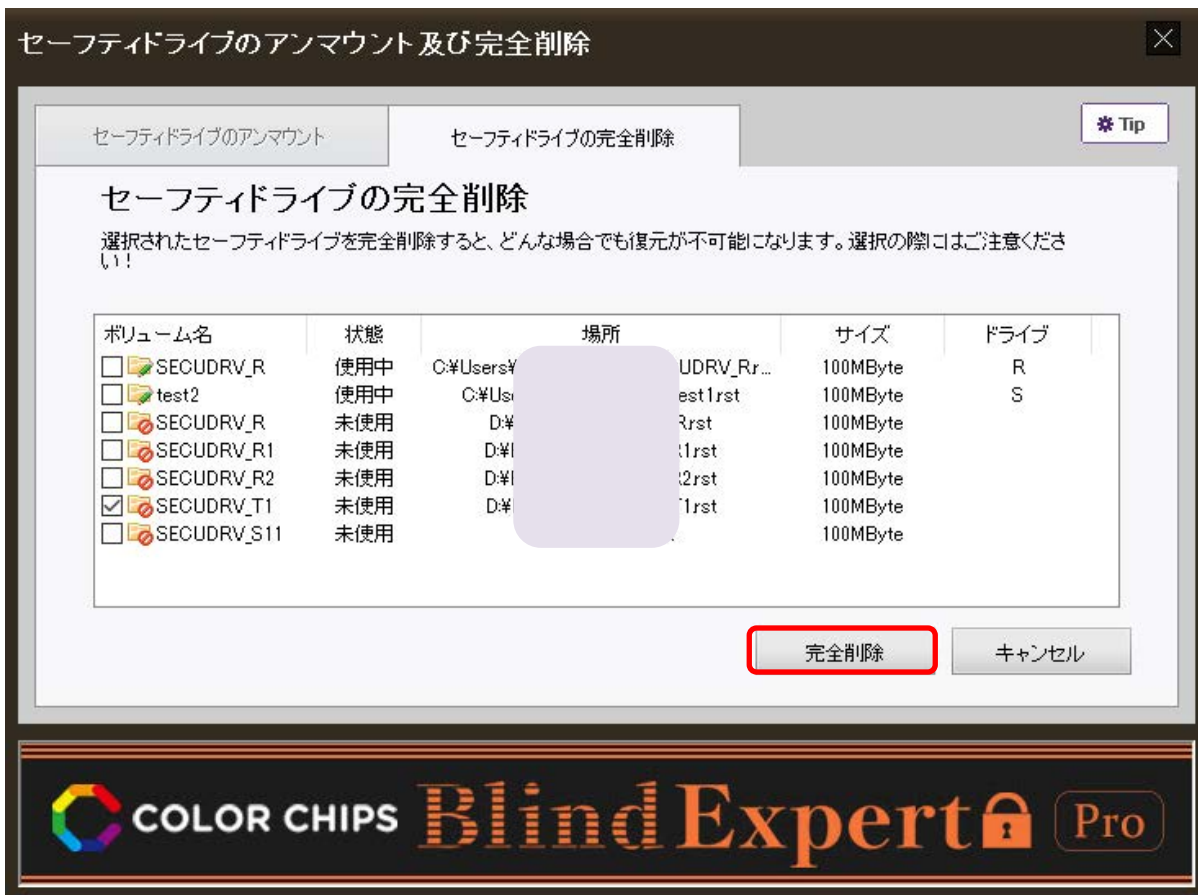 セーフティドライブのアンマウント及び完全削除
セーフティドライブのアンマウント
セーフティドライブの完全削除
Tip
セーフティドライブの完全削除
選択されたセーフティドライブを完全削除すると、どんな場合でも復元が不可能になります。選択の際にはご注意くださ
い!
ボリューム名 状態 場所 サイズ ドライブ
SECUDRV_R 使用中 C:¥Users¥ UDRV_Rr... 100MByte R
test2 使用中 C:¥Us est1rst 100MByte S
SECUDRV_R 未使用 D:¥ Rrst 100MByte
SECUDRV_R1 未使用 D:¥ 1rst 100MByte
SECUDRV_R2 未使用 D:¥ 2rst 100MByte
SECUDRV_T1 未使用 D:¥ 1rst 100MByte
SECUDRV_S11 未使用 100MByte
完全削除 キャンセル
COLOR CHIPS Blind Expert Pro